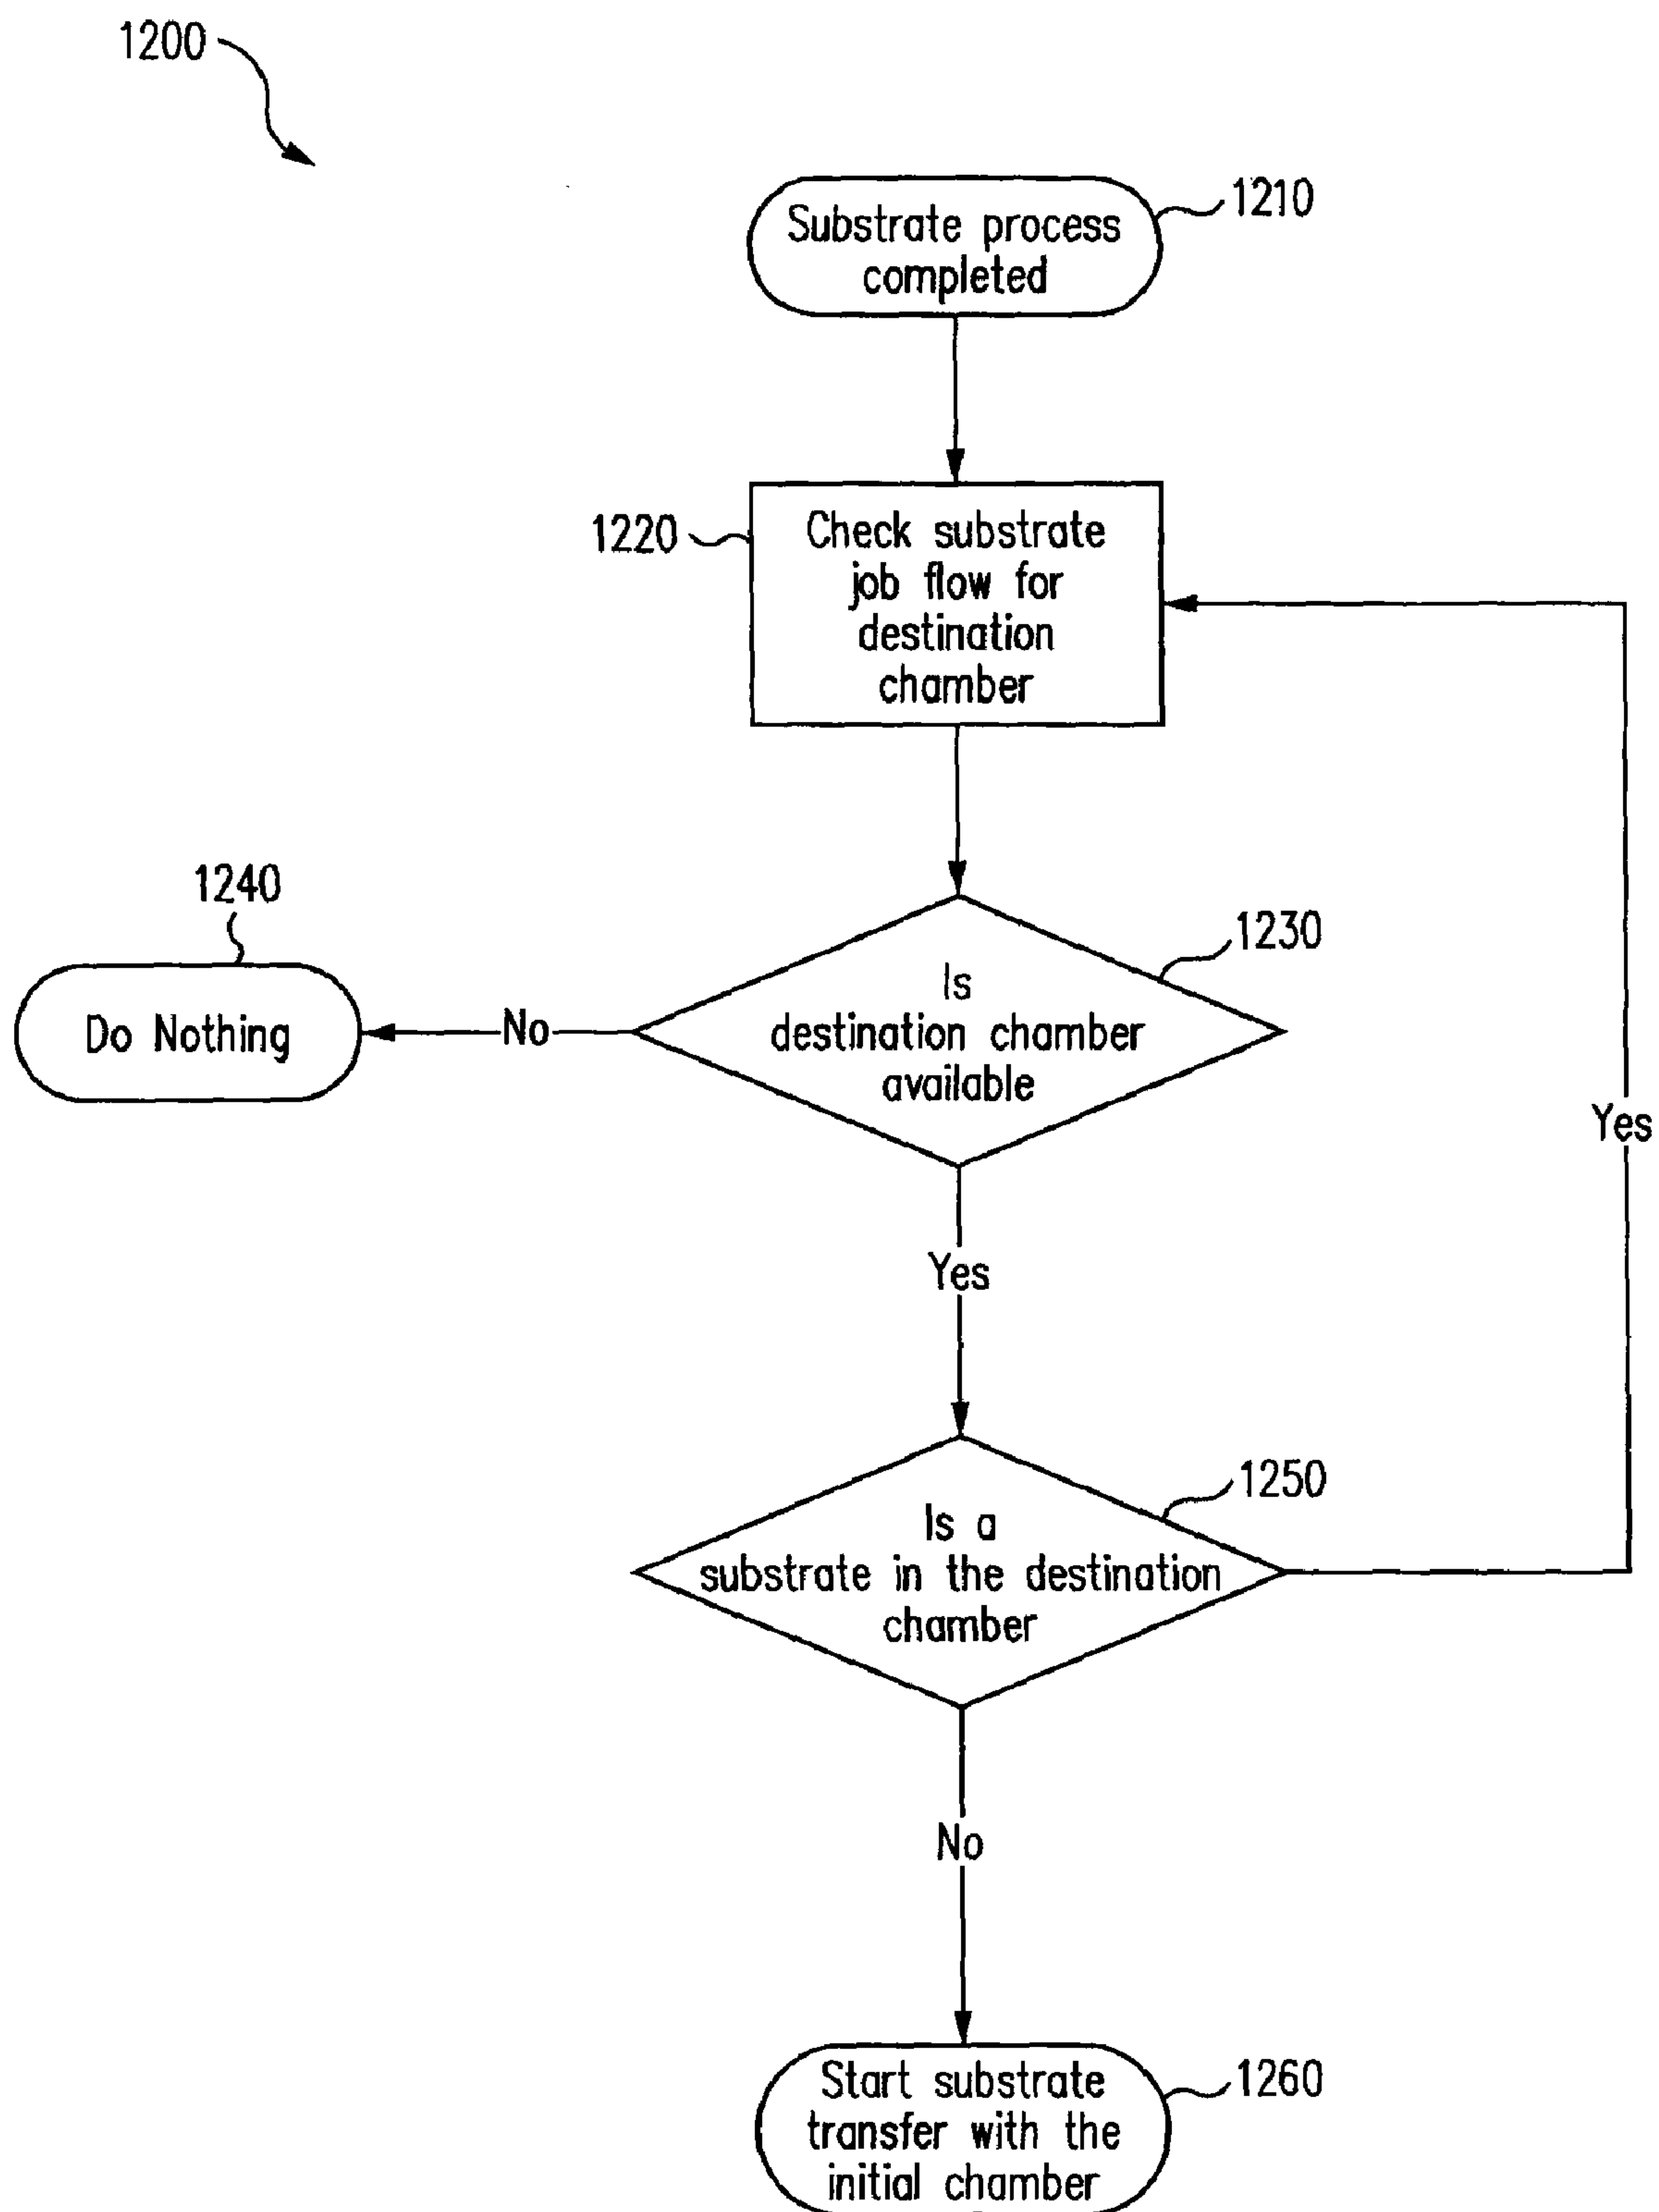 1200
Substrate process
completed
1210
1220
Check substrate
job flow for
destination
chamber
1240
Do Nothing
No
1230
Is
destination chamber
available
Yes
Yes
1250
Is a
substrate in the destination
chamber
No
Start substrate
transfer with the
initial chamber
1260